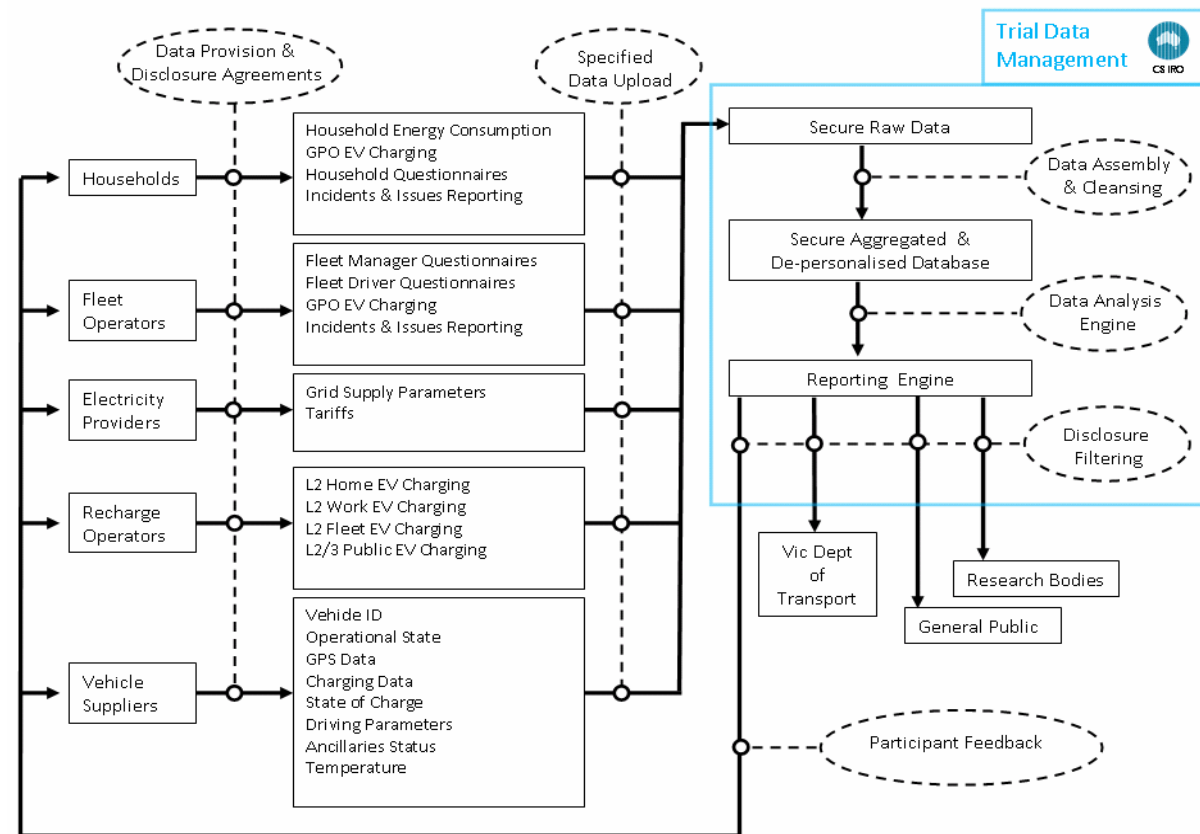 Trial Data
Management
CSIRO
Data Provision &
Disclosure Agreements
Specified
Data Upload
Households
Household Energy Consumption
GPO EV Charging
Household Questionnaires
Incidents & Issues Reporting
Fleet
Operators
Fleet Manager Questionnaires
Fleet Driver Questionnaires
GPO EV Charging
Incidents & Issues Reporting
Electricity
Providers
Grid Supply Parameters
Tariffs
Recharge
Operators
L2 Home EV Charging
L2 Work EV Charging
L2 Fleet EV Charging
L2/3 Public EV Charging
Vehicle
Suppliers
Vehicle ID
Operational State
GPS Data
Charging Data
State of Charge
Driving Parameters
Ancillaries Status
Temperature
Secure Raw Data
Data Assembly
& Cleansing
Secure Aggregated &
De-personalised Database
Data Analysis
Engine
Reporting Engine
Disclosure
Filtering
Vic Dept
of
Transport
Research Bodies
General Public
Participant Feedback